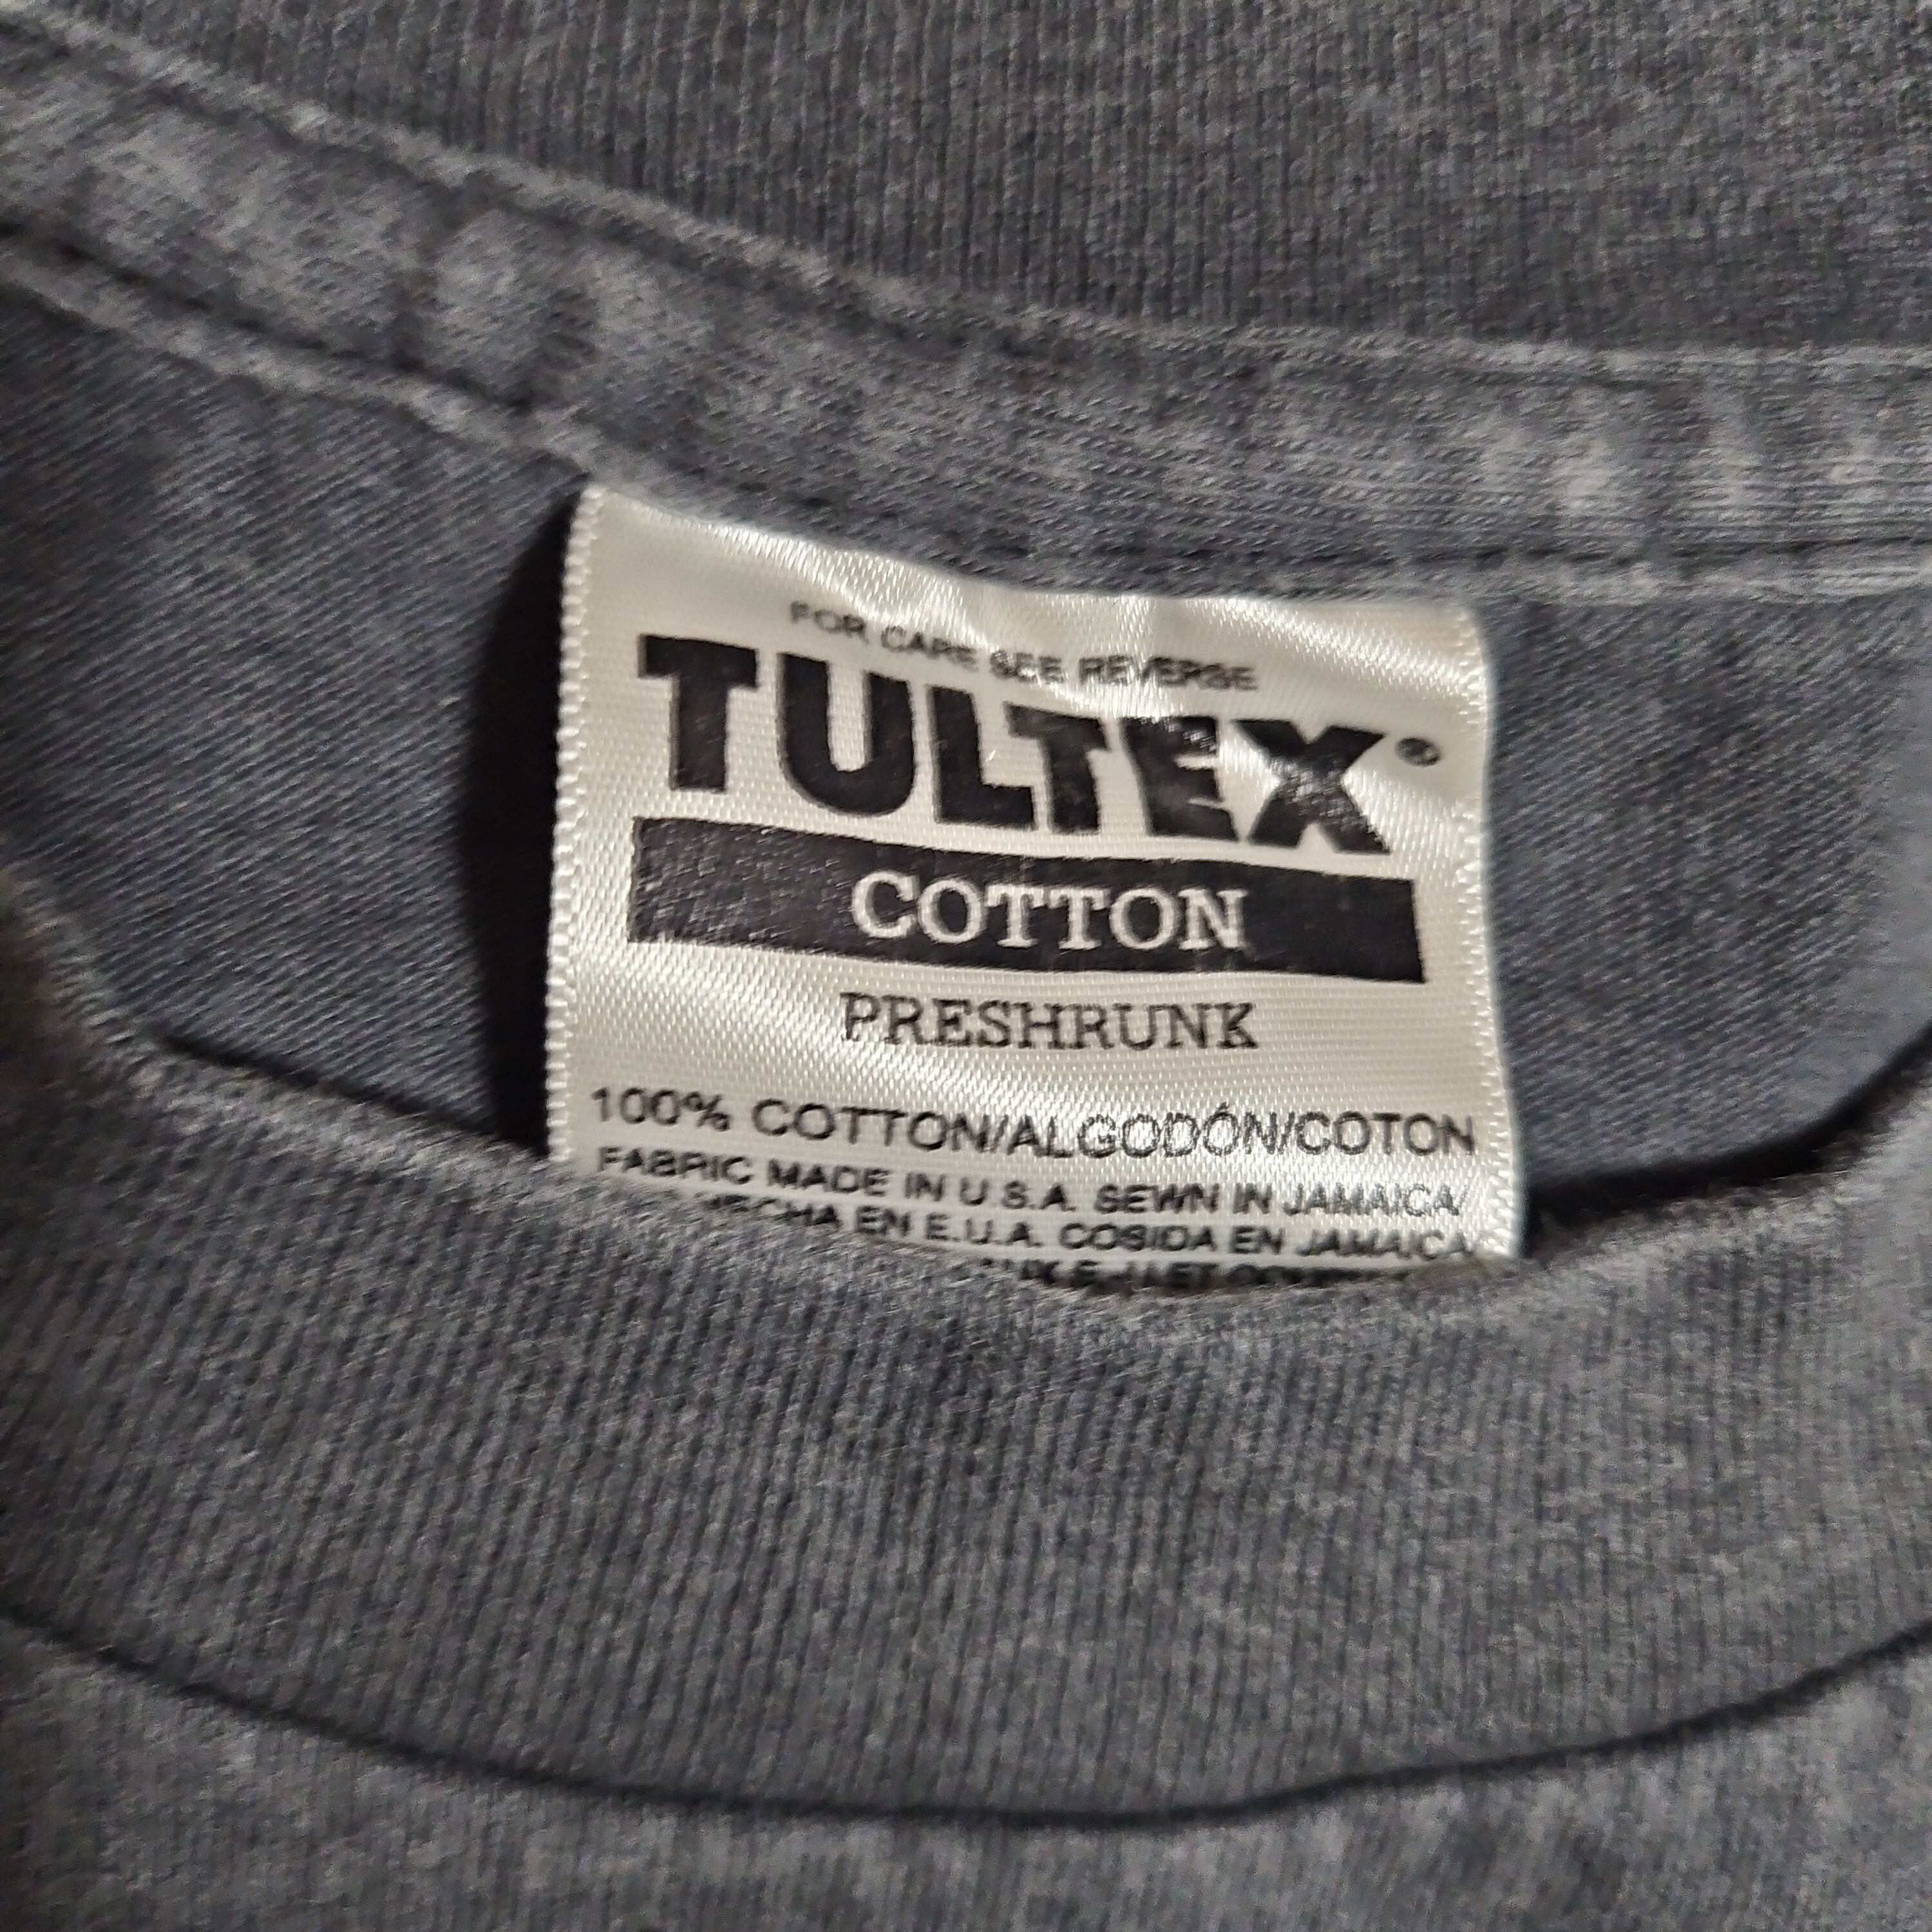 FOR CARE SEE REVERSE
TULTEX®
COTTON
PRESHRUNK
100% COTTON/ALGODÓN/COTON
FABRIC MADE IN U.S.A. SEWN IN JAMAICA/
HECHA EN E.U.A. COSIDA EN JAMAICA